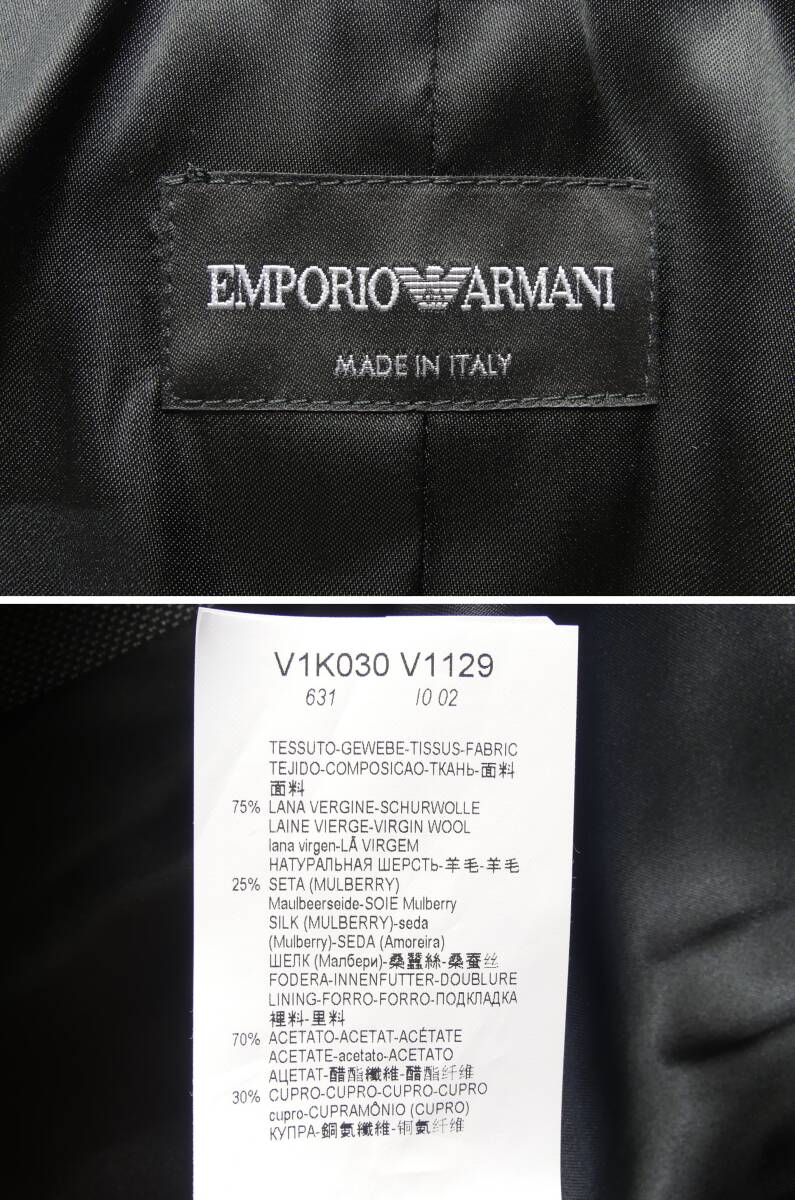 EMPORIO ARMANI
MADE IN ITALY
V1K030 V1129
631 IO 02
TESSUTO-GEWEBE-TISSUS-FABRIC
TEJIDO-COMPOSICAO-ТКАНЬ-面料
面料
75% LANA VERGINE-SCHURWOLLE
LAINE VIERGE-VIRGIN WOOL
lana virgen-LÃ VIRGEM
НАТУРАЛЬНАЯ ШЕРСТЬ-羊毛-羊毛
25% SETA (MULBERRY)
Maulbeerseide-SOIE Mulberry
SILK (MULBERRY)-seda
(Mulberry)-SEDA (Amoreira)
ШЕЛК (Малбери)-桑蠶絲-桑蚕丝
FODERA-INNENFUTTER-DOUBLURE
LINING-FORRO-FORRO-ПОДКЛАДКА
裡料-里料
70% ACETATO-ACETAT-ACÉTATE
ACETATE-acetato-ACETATO
АЦЕТАТ-醋酯纖維-醋酯纤维
30% CUPRO-CUPRO-CUPRO-CUPRO
cupro-CUPRAMÔNIO (CUPRO)
КУПРА-銅氨纖維-铜氨纤维